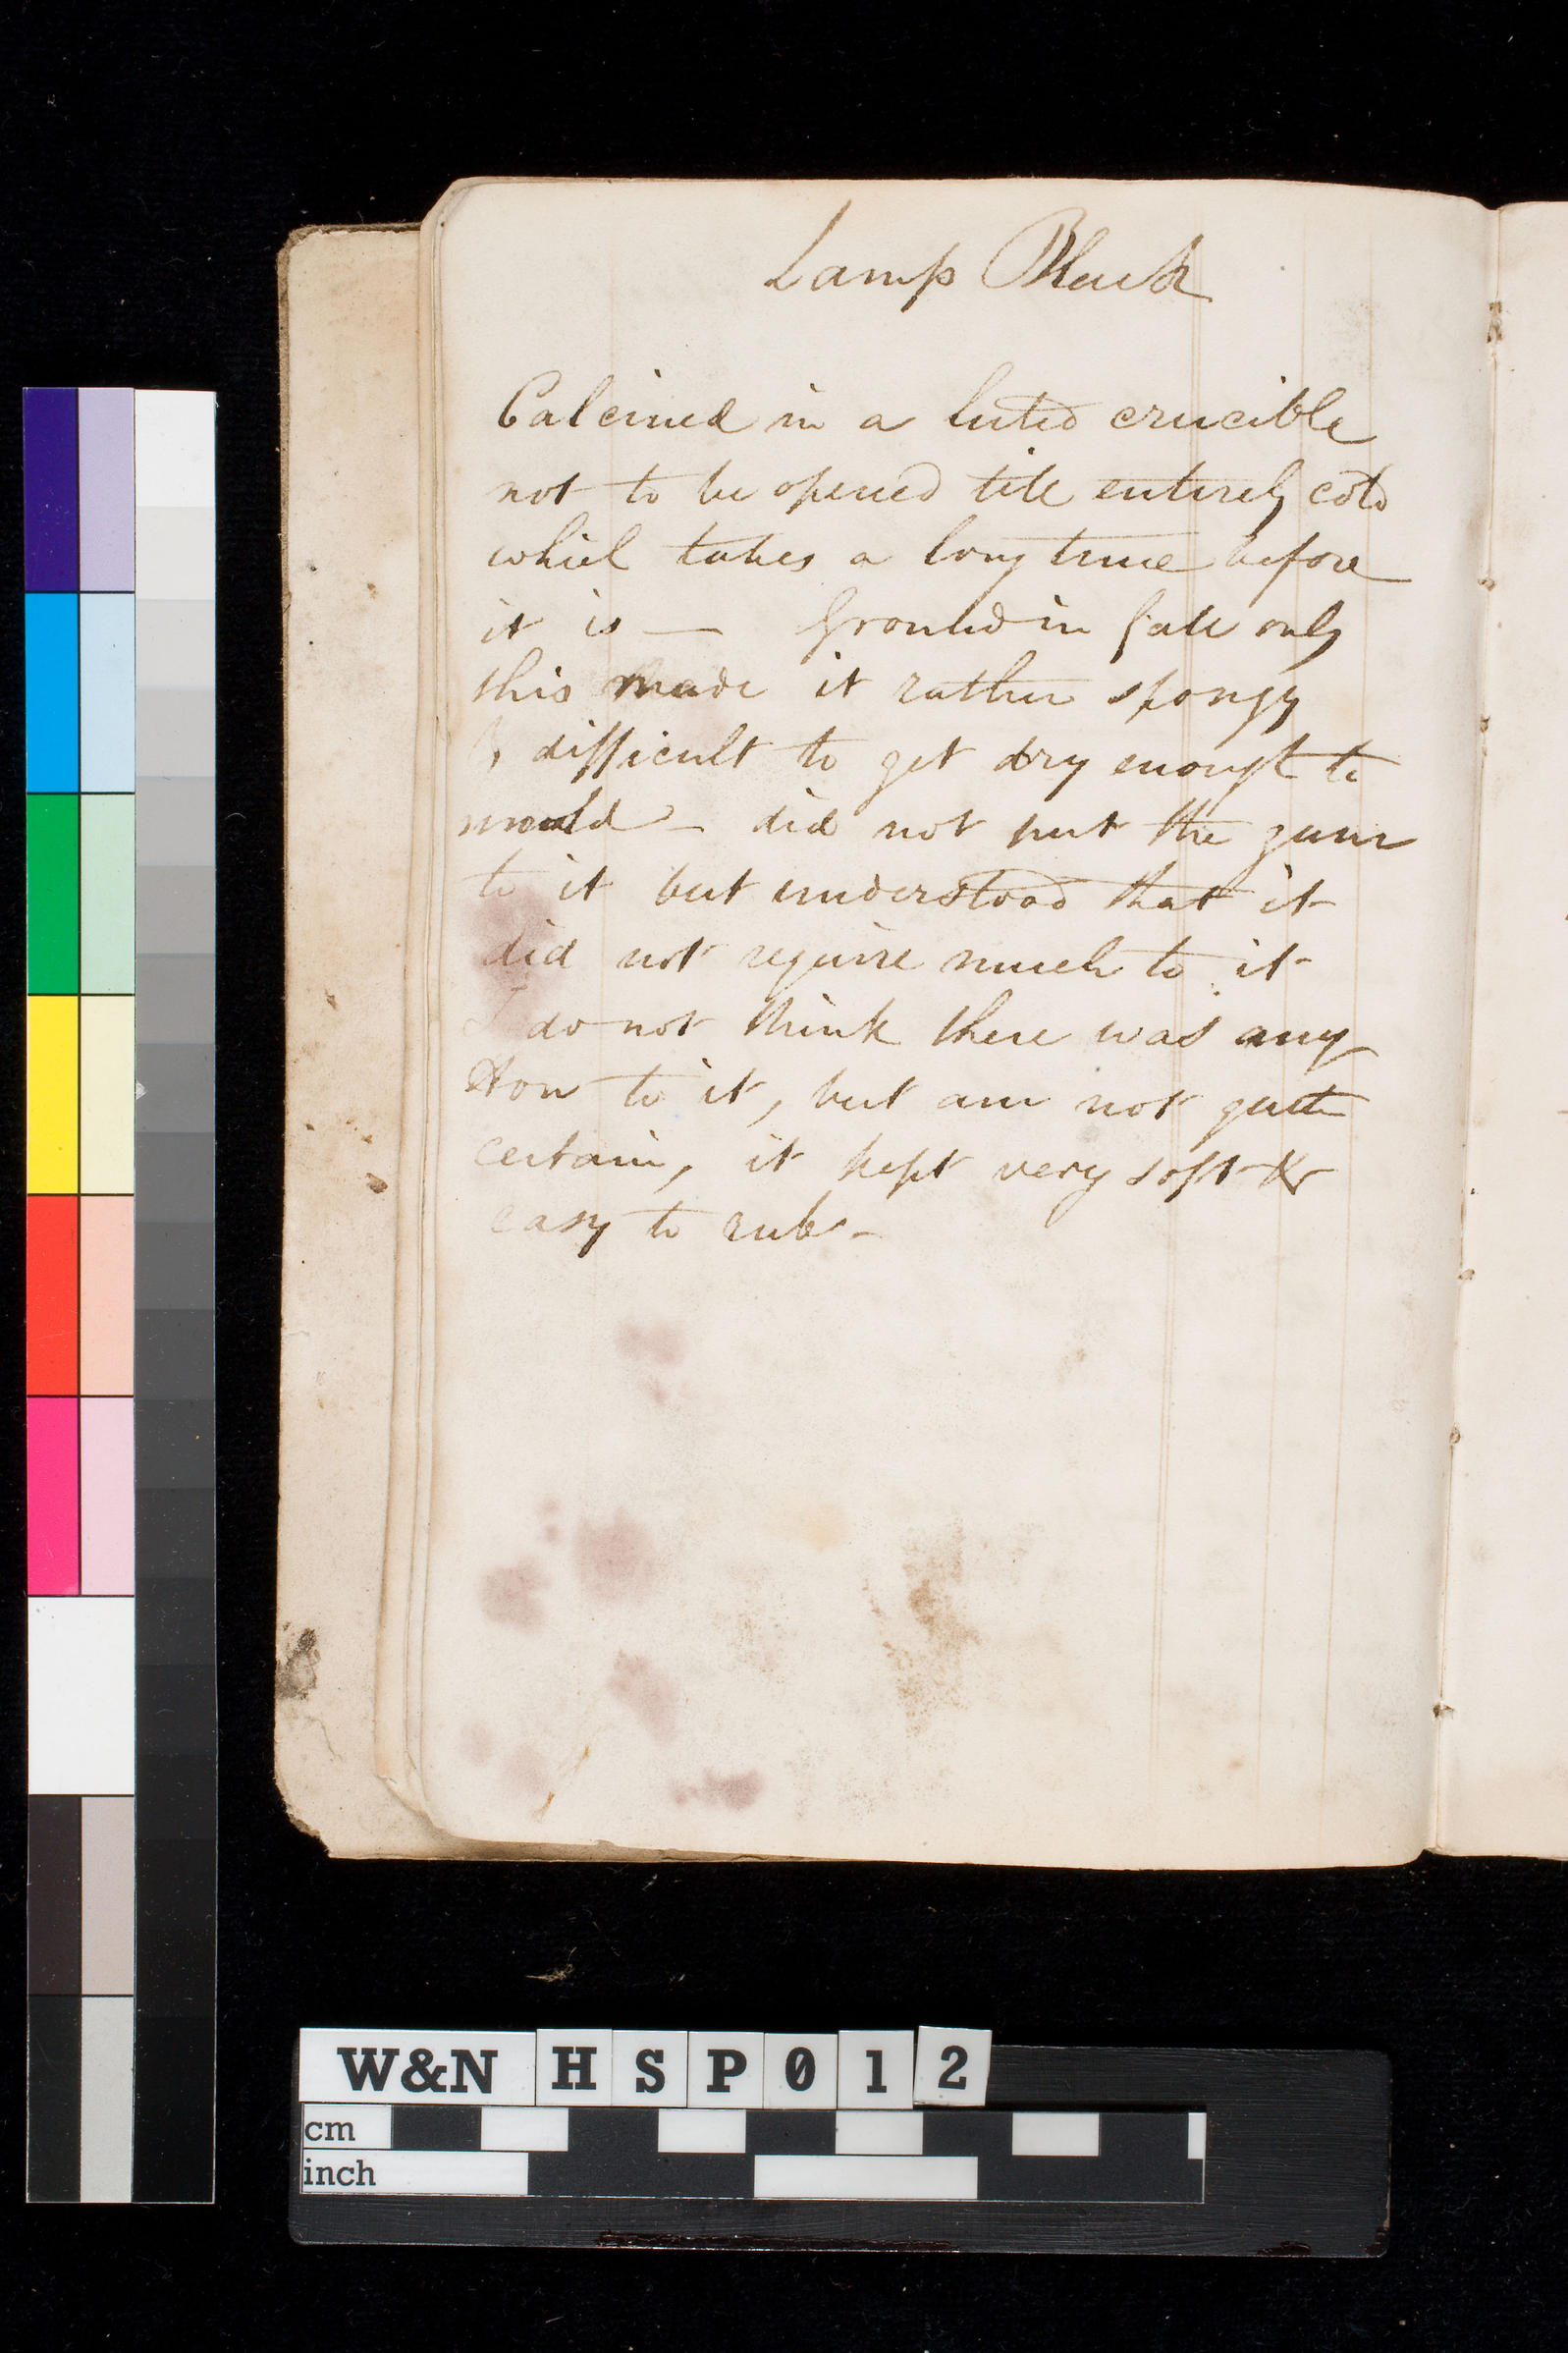 Lamp Black
Calcined in a luted crucible
not to be opened till entirely cold
which takes a long time before
it is — Ground in Gall only
this made it rather spongy
& difficult to get dry enough to
mould — did not put the gum
to it but understood that it
did not require much to it
I do not think there was any
to it, but am not quite
certain, it kept very soft &
easy to rub -
W&N HSP012
cm
inch